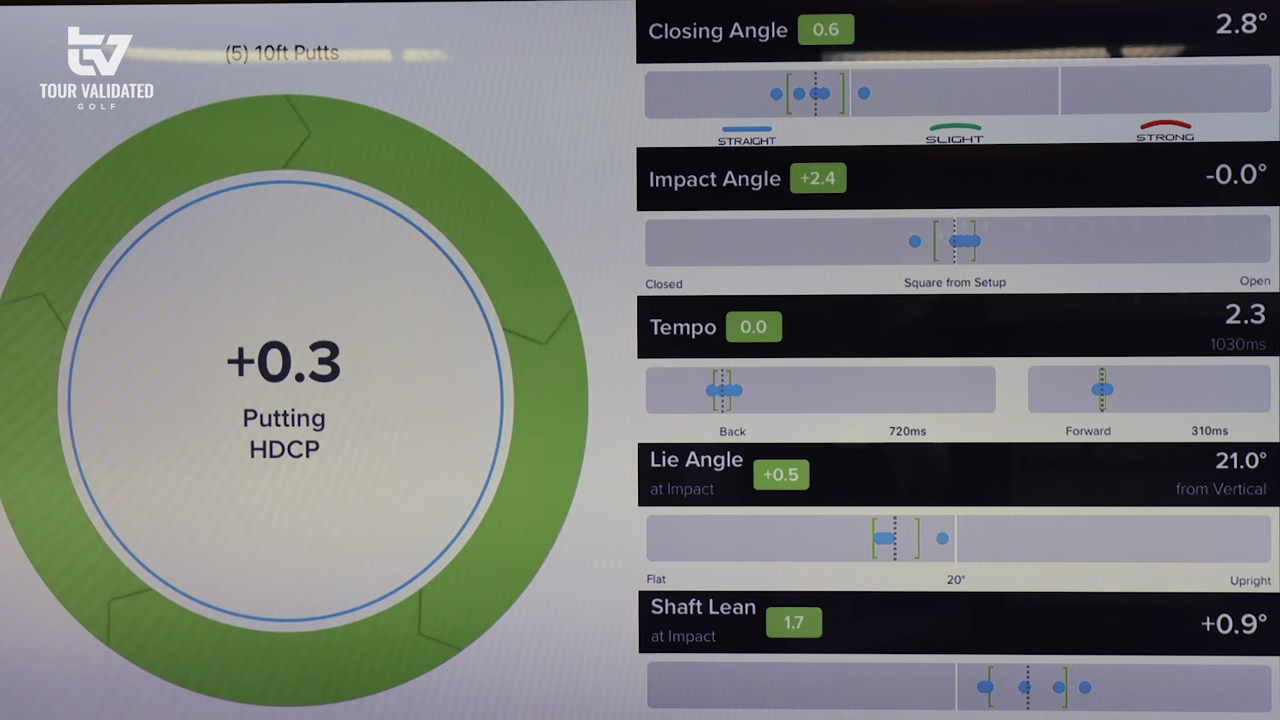 TV
TOUR VALIDATED
GOLF
(5) 10ft Putts
+0.3
Putting
HDCP
Closing Angle 0.6 2.8°
STRAIGHT SLIGHT STRONG
Impact Angle +2.4 -0.0°
Closed Square from Setup Open
Tempo 0.0 2.3
1030ms
Back 720ms Forward 310ms
Lie Angle +0.5 21.0°
at Impact from Vertical
Flat 20° Upright
Shaft Lean 1.7 +0.9°
at Impact